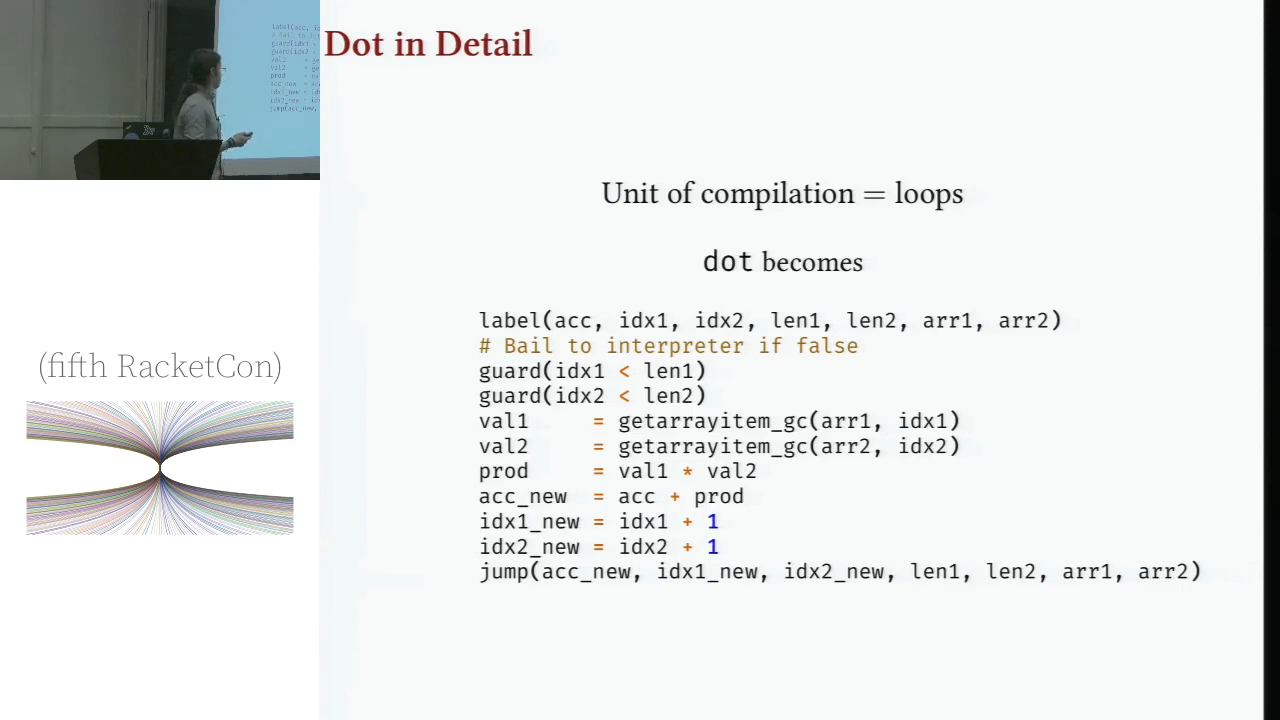 Dot in Detail
Unit of compilation = loops
dot becomes
label(acc, idx1, idx2, len1, len2, arr1, arr2)
# Bail to interpreter if false
guard(idx1 < len1)
guard(idx2 < len2)
val1 = getarrayitem_gc(arr1, idx1)
val2 = getarrayitem_gc(arr2, idx2)
prod = val1 * val2
acc_new = acc + prod
idx1_new = idx1 + 1
idx2_new = idx2 + 1
jump(acc_new, idx1_new, idx2_new, len1, len2, arr1, arr2)
(fifth RacketCon)